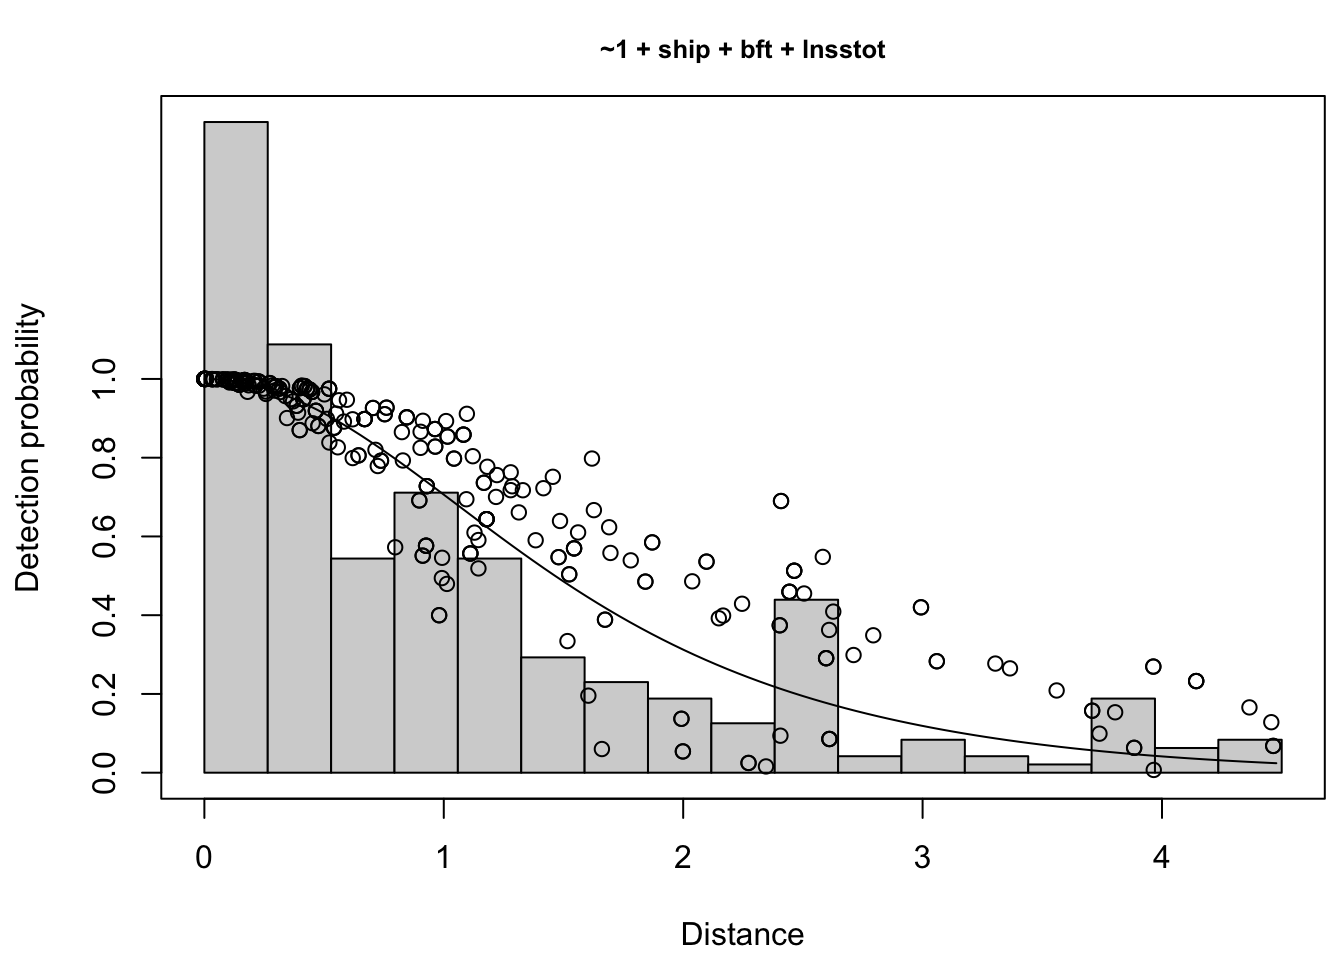 ~1 + ship + bft + lnsstot
Detection probability
1.0
0.8
0.6
0.4
0.2
0.0
0 1 2 3 4
Distance